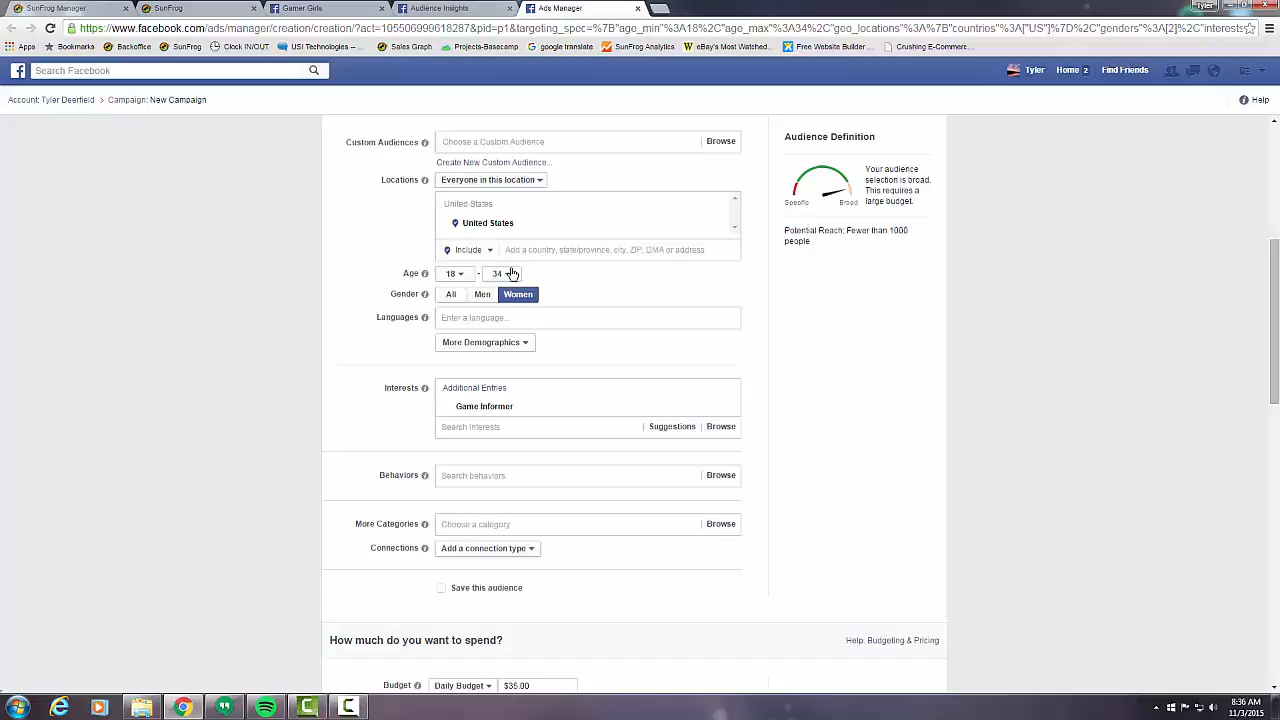 SunFrog Manager
SunFrog
Gamer Girls
Audience Insights
Ads Manager
Tyler
https://www.facebook.com/ads/manager/creation/creation/?act=105506999618287&pid=p1&targeting_spec=%7B"age_min"%3A18%2C"age_max"%3A34%2C"geo_locations"%3A%7B"countries"%3A["US"]%7D%2C"genders"%3A[2]%2C"interests
Apps
Bookmarks
Backoffice
SunFrog
Clock IN/OUT
USI Technologies –
Sales Graph
Projects-Basecamp
google translate
SunFrog Analytics
eBay's Most Watched...
Free Website Builder ...
Crushing E-Commerc...
Search Facebook
Tyler
Home 2
Find Friends
Account: Tyler Deerfield > Campaign: New Campaign
Help
Custom Audiences
Choose a Custom Audience
Browse
Create New Custom Audience...
Locations
Everyone in this location
United States
United States
Include
Add a country, state/province, city, ZIP, DMA or address
Age
18 - 34
Gender
All Men Women
Languages
Enter a language...
More Demographics
Interests
Additional Entries
Game Informer
Search interests
Suggestions
Browse
Behaviors
Search behaviors
Browse
More Categories
Choose a category
Browse
Connections
Add a connection type
Save this audience
Audience Definition
Specific
Broad
Your audience
selection is broad.
This requires a
large budget.
Potential Reach: Fewer than 1000
people
How much do you want to spend?
Help: Budgeting & Pricing
Budget
Daily Budget
$35.00
8:36 AM
11/3/2015